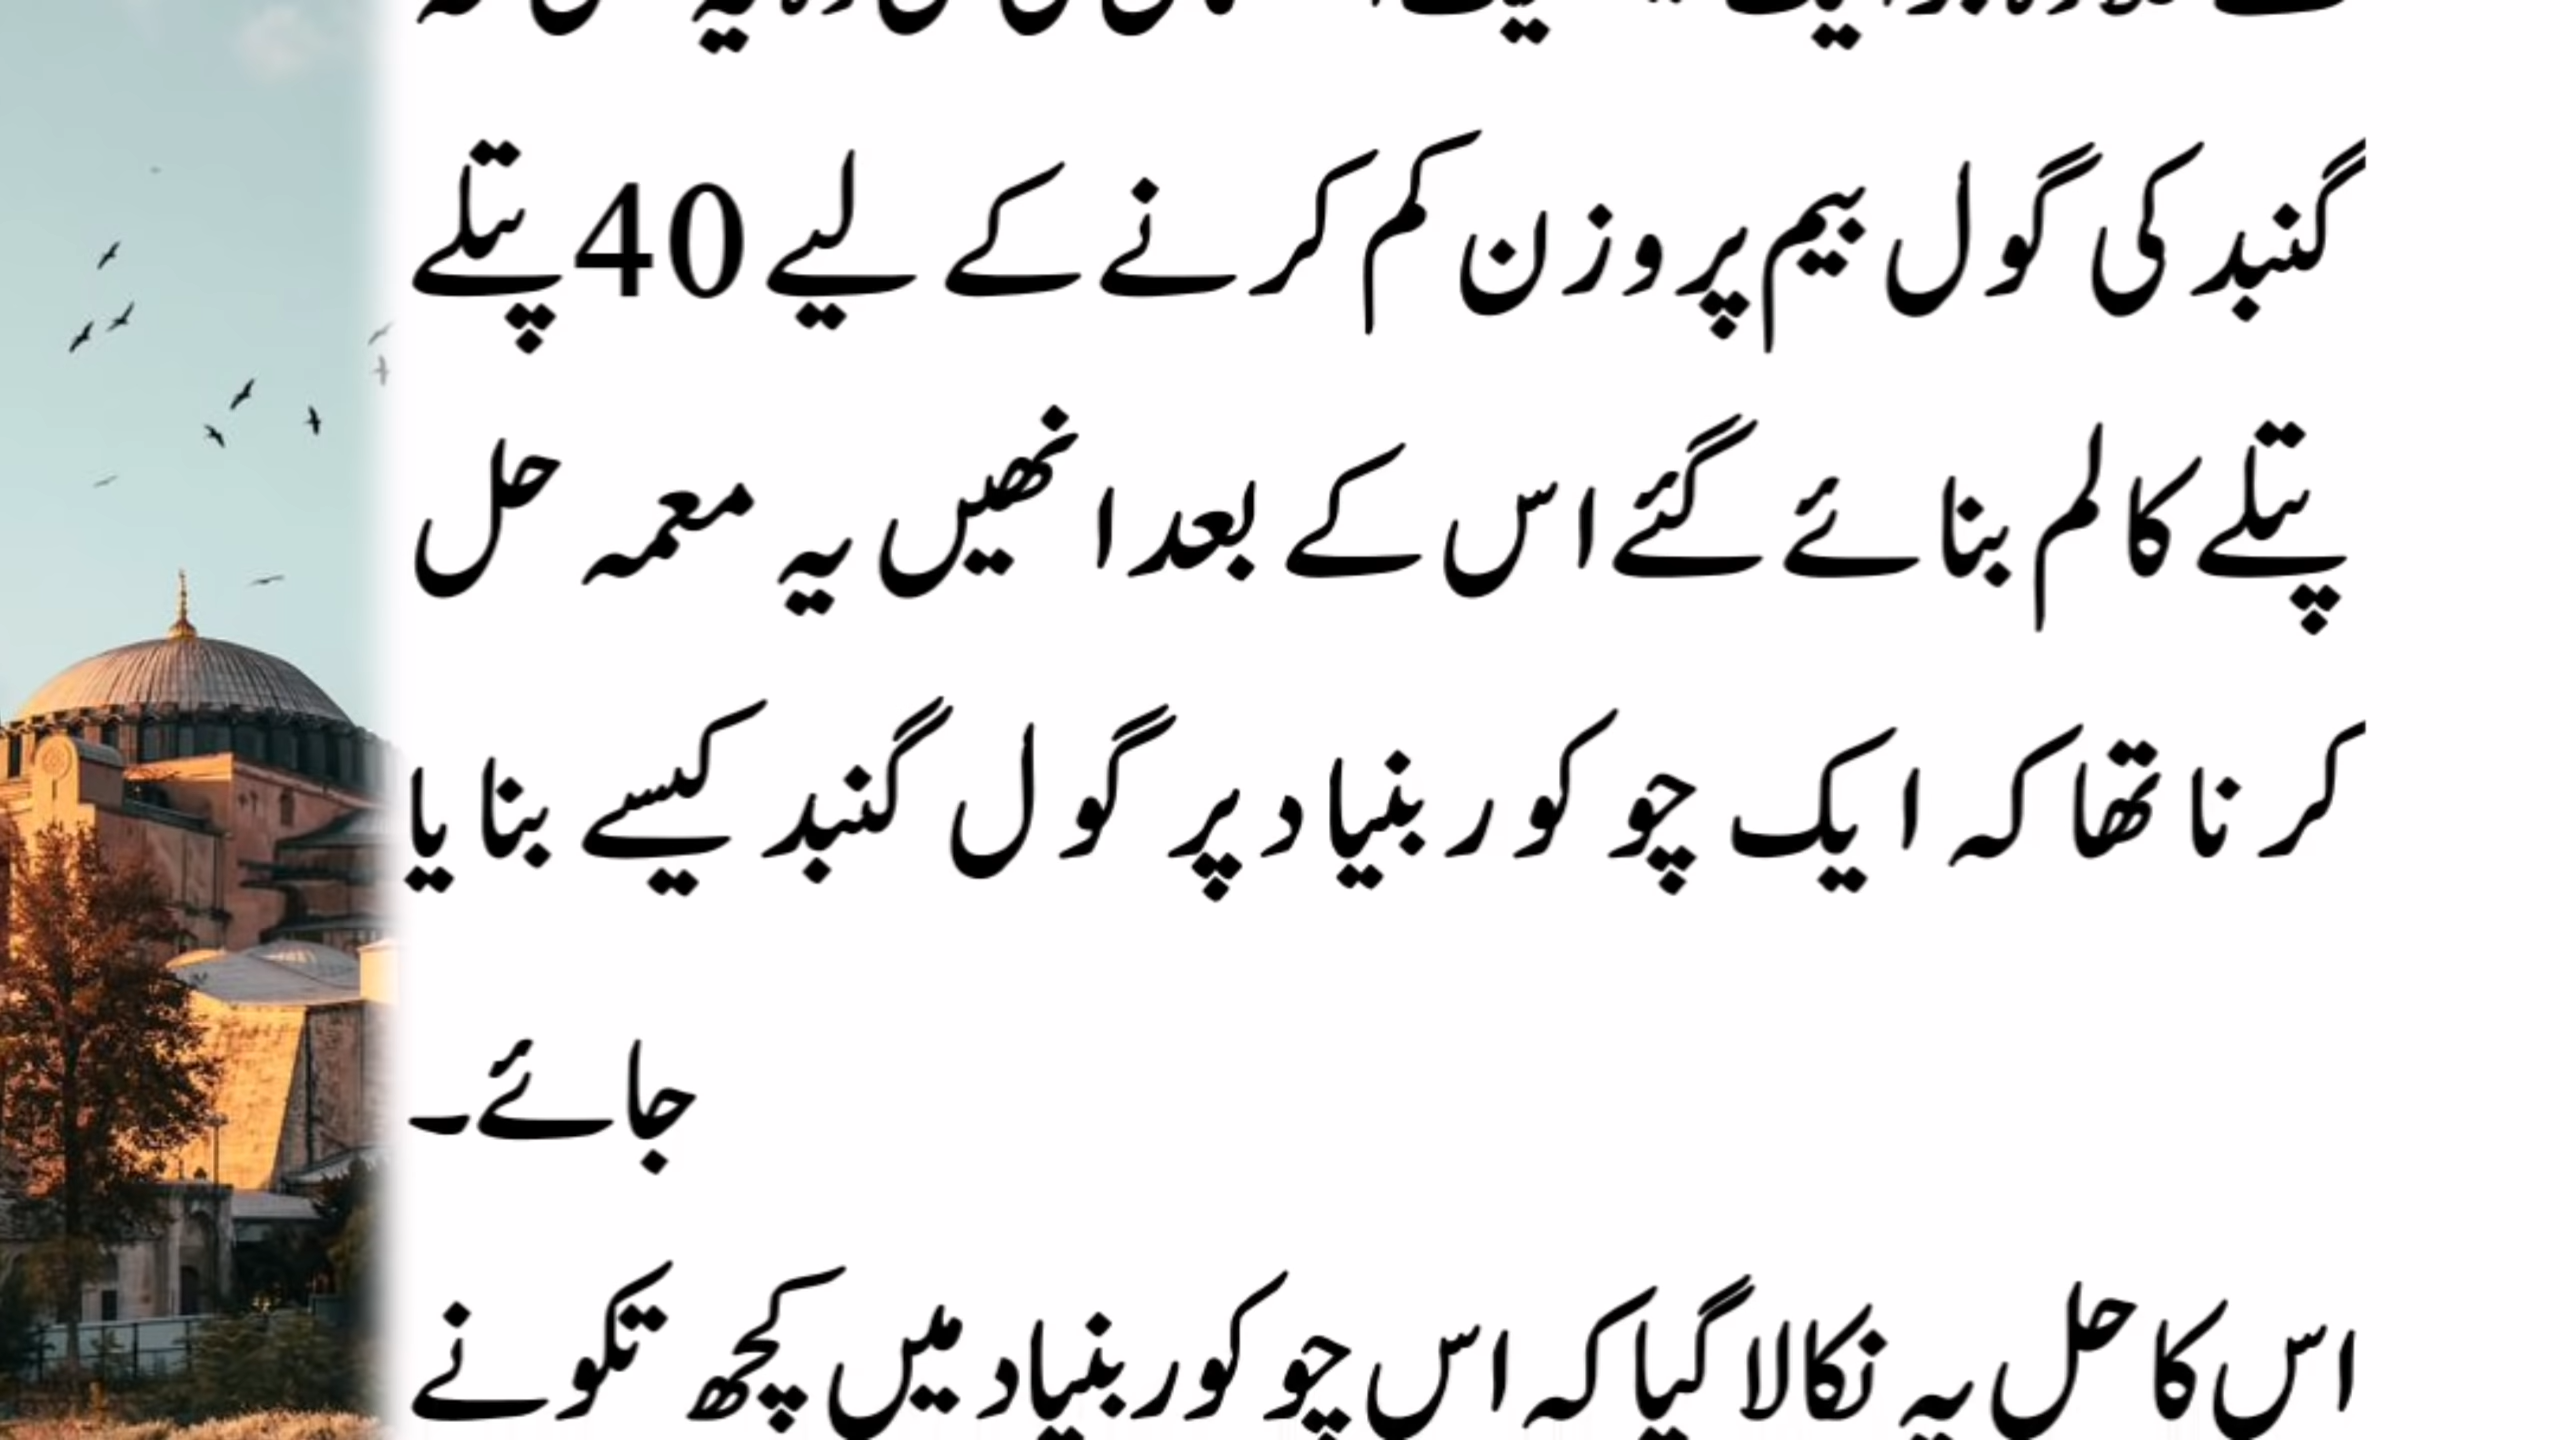 گنبد کی گول بیم پر وزن کم کرنے کے لیے 40 پتلے
پتلے کالم بنائے گئے اس کے بعد انھیں یہ معمہ حل
کرنا تھا کہ ایک چوکور بنیاد پر گول گنبد کیسے بنایا
جائے۔
اس کا حل یہ نکالا گیا کہ اس چوکور بنیاد میں کچھ تکونے